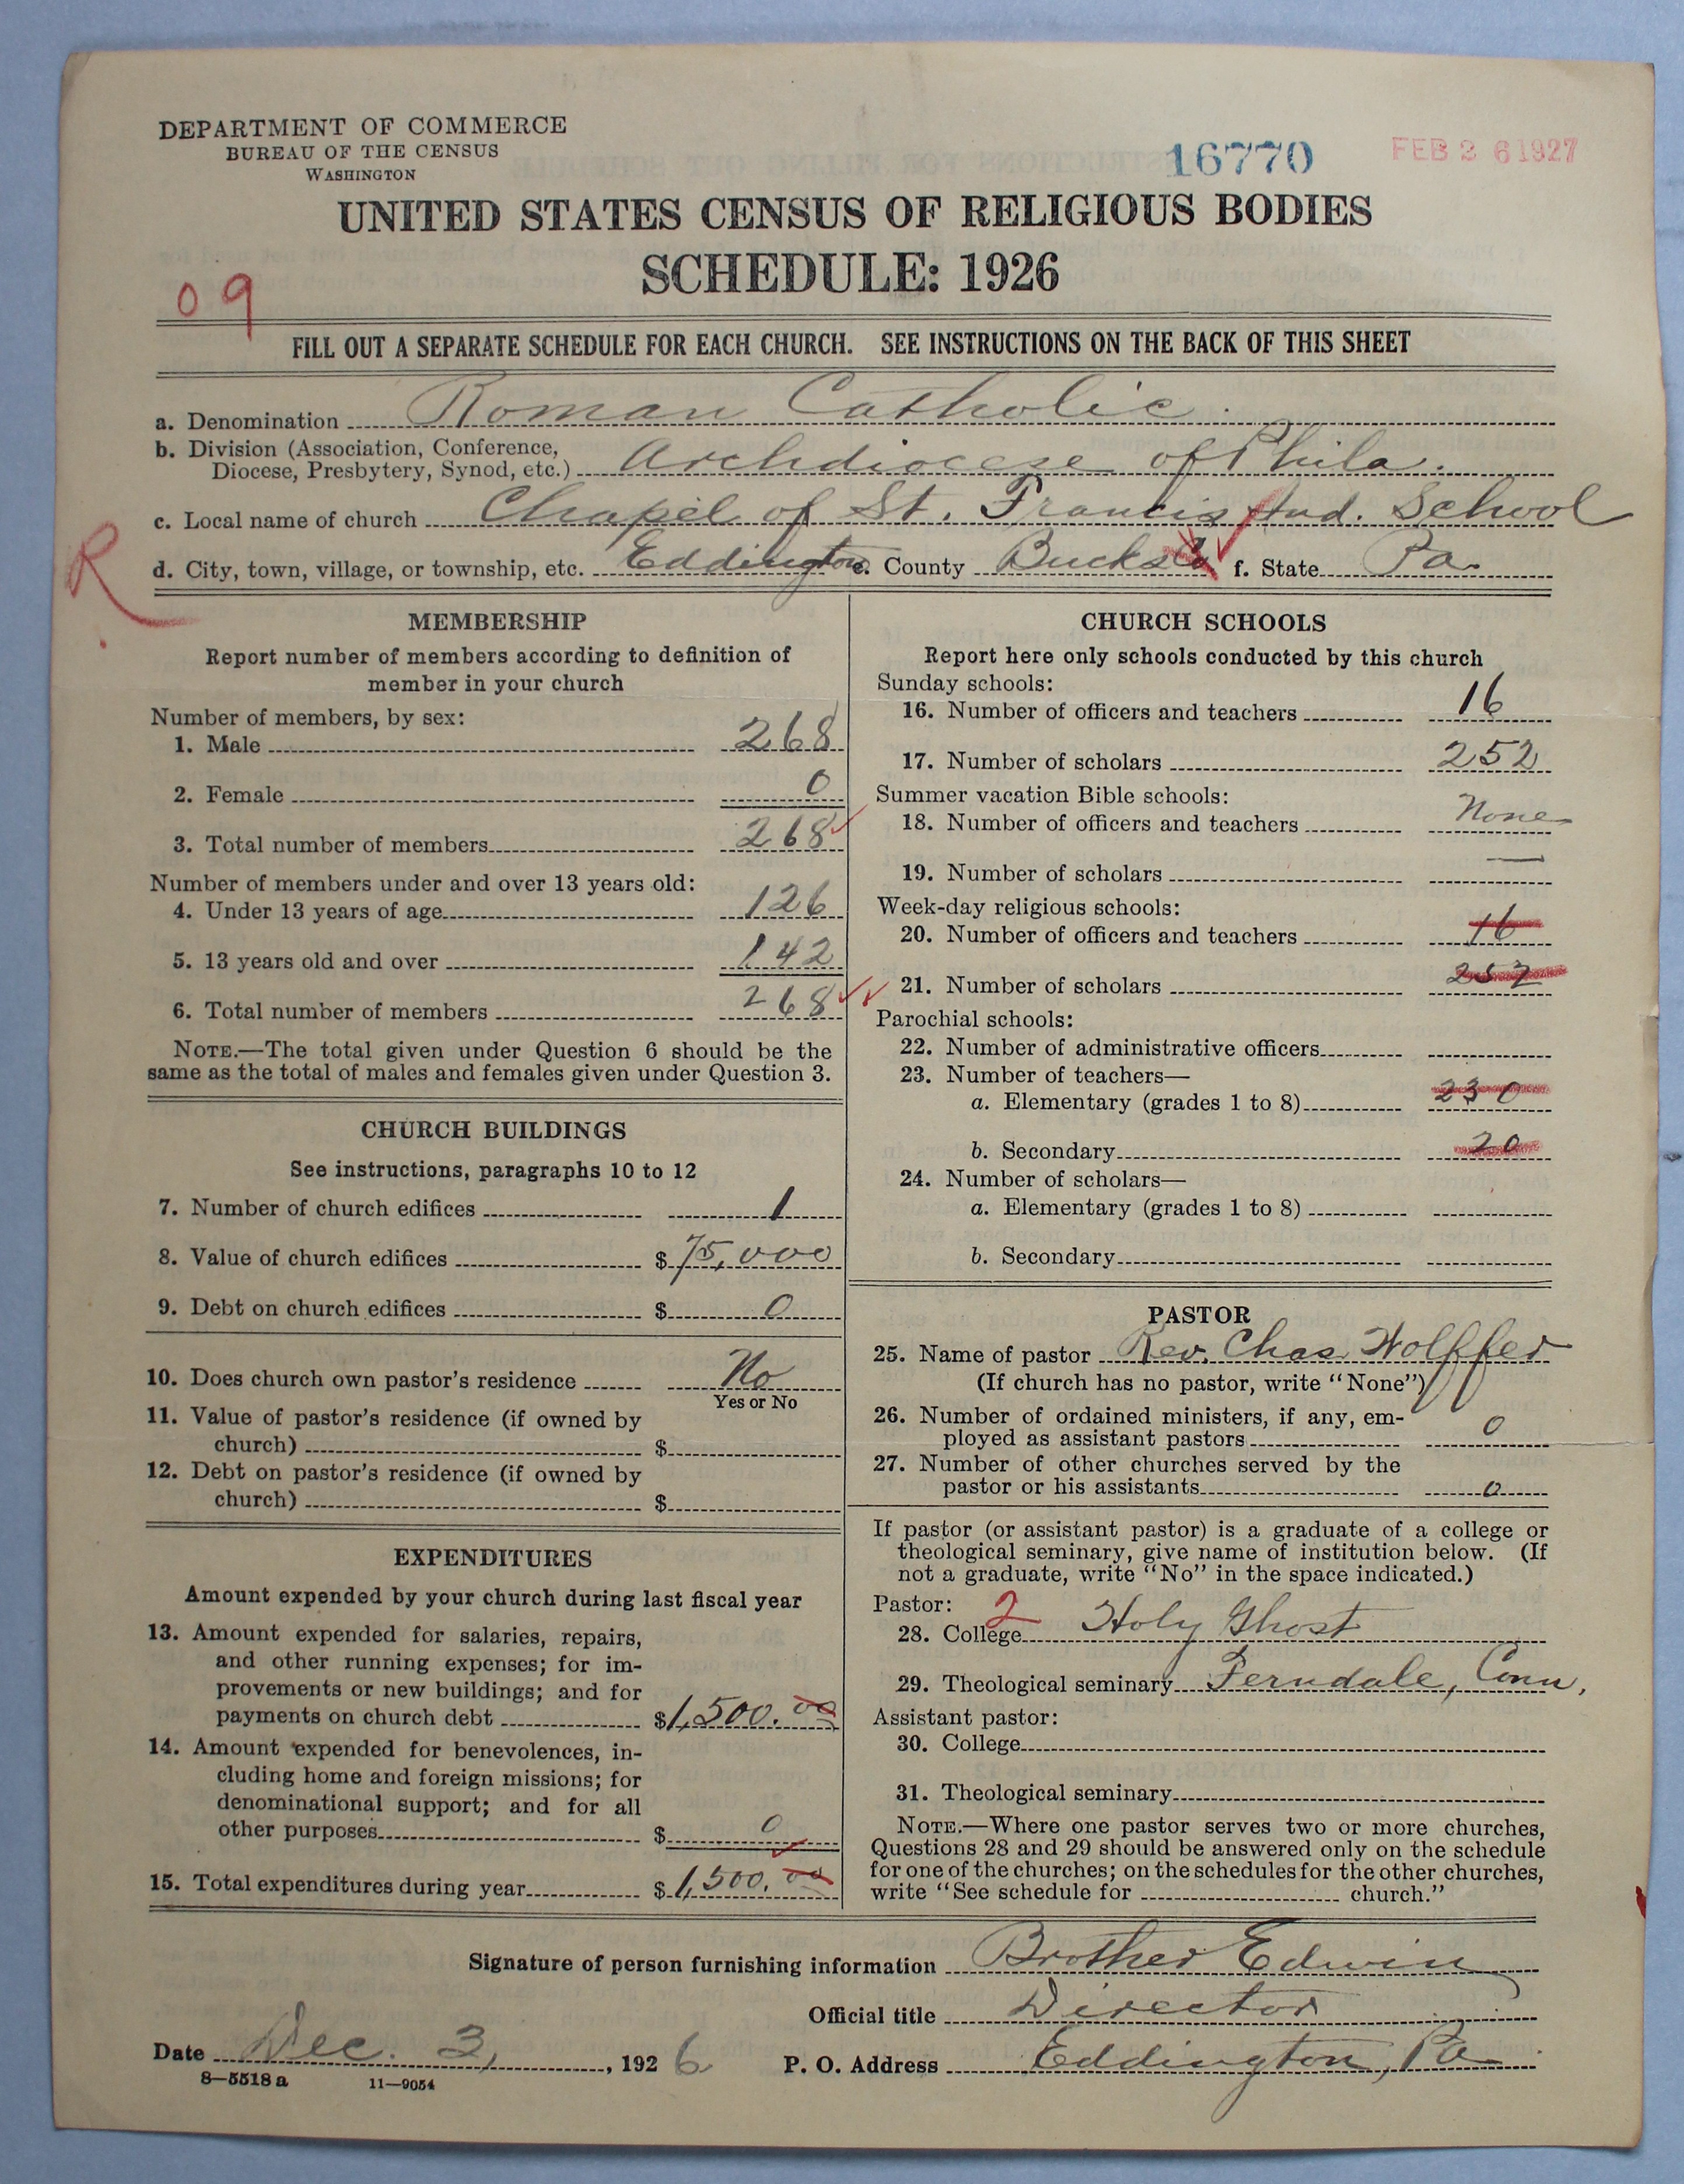 DEPARTMENT OF COMMERCE
BUREAU OF THE CENSUS
WASHINGTON
16770
FEB 26 1927
UNITED STATES CENSUS OF RELIGIOUS BODIES
SCHEDULE: 1926
09
FILL OUT A SEPARATE SCHEDULE FOR EACH CHURCH. SEE INSTRUCTIONS ON THE BACK OF THIS SHEET
a. Denomination Roman Catholic.
b. Division (Association, Conference,
Diocese, Presbytery, Synod, etc.) Archdiocese of Phila.
c. Local name of church Chapel of St. Francis Ind. School
R
d. City, town, village, or township, etc. Eddington e. County Bucks Co f. State Pa.
MEMBERSHIP
Report number of members according to definition of
member in your church
Number of members, by sex:
1. Male 268
2. Female 0
3. Total number of members 268
Number of members under and over 13 years old:
4. Under 13 years of age 126
5. 13 years old and over 142
6. Total number of members 268
NOTE.—The total given under Question 6 should be the
same as the total of males and females given under Question 3.
CHURCH BUILDINGS
See instructions, paragraphs 10 to 12
7. Number of church edifices 1
8. Value of church edifices $75,000
9. Debt on church edifices $0
10. Does church own pastor's residence No
Yes or No
11. Value of pastor's residence (if owned by
church) $
12. Debt on pastor's residence (if owned by
church) $
EXPENDITURES
Amount expended by your church during last fiscal year
13. Amount expended for salaries, repairs,
and other running expenses; for im-
provements or new buildings; and for
payments on church debt $1,500.00
14. Amount expended for benevolences, in-
cluding home and foreign missions; for
denominational support; and for all
other purposes $0
15. Total expenditures during year $1,500.00
CHURCH SCHOOLS
Report here only schools conducted by this church
Sunday schools:
16. Number of officers and teachers 16
17. Number of scholars 252
Summer vacation Bible schools:
18. Number of officers and teachers None
19. Number of scholars —
Week-day religious schools:
20. Number of officers and teachers 16
21. Number of scholars 252
Parochial schools:
22. Number of administrative officers
23. Number of teachers—
a. Elementary (grades 1 to 8) 230
b. Secondary 20
24. Number of scholars—
a. Elementary (grades 1 to 8)
b. Secondary
PASTOR
25. Name of pastor Rev. Chas Wolffer
(If church has no pastor, write "None")
26. Number of ordained ministers, if any, em-
ployed as assistant pastors 0
27. Number of other churches served by the
pastor or his assistants 0
If pastor (or assistant pastor) is a graduate of a college or
theological seminary, give name of institution below. (If
not a graduate, write "No" in the space indicated.)
Pastor: 2
28. College Holy Ghost
29. Theological seminary Ferndale, Conn,
Assistant pastor:
30. College
31. Theological seminary
NOTE.—Where one pastor serves two or more churches,
Questions 28 and 29 should be answered only on the schedule
for one of the churches; on the schedules for the other churches,
write "See schedule for church."
Signature of person furnishing information Brother Edwin
Official title Director
Date Dec. 3, 1926 P. O. Address Eddington, Pa
8—5518 a 11—9054